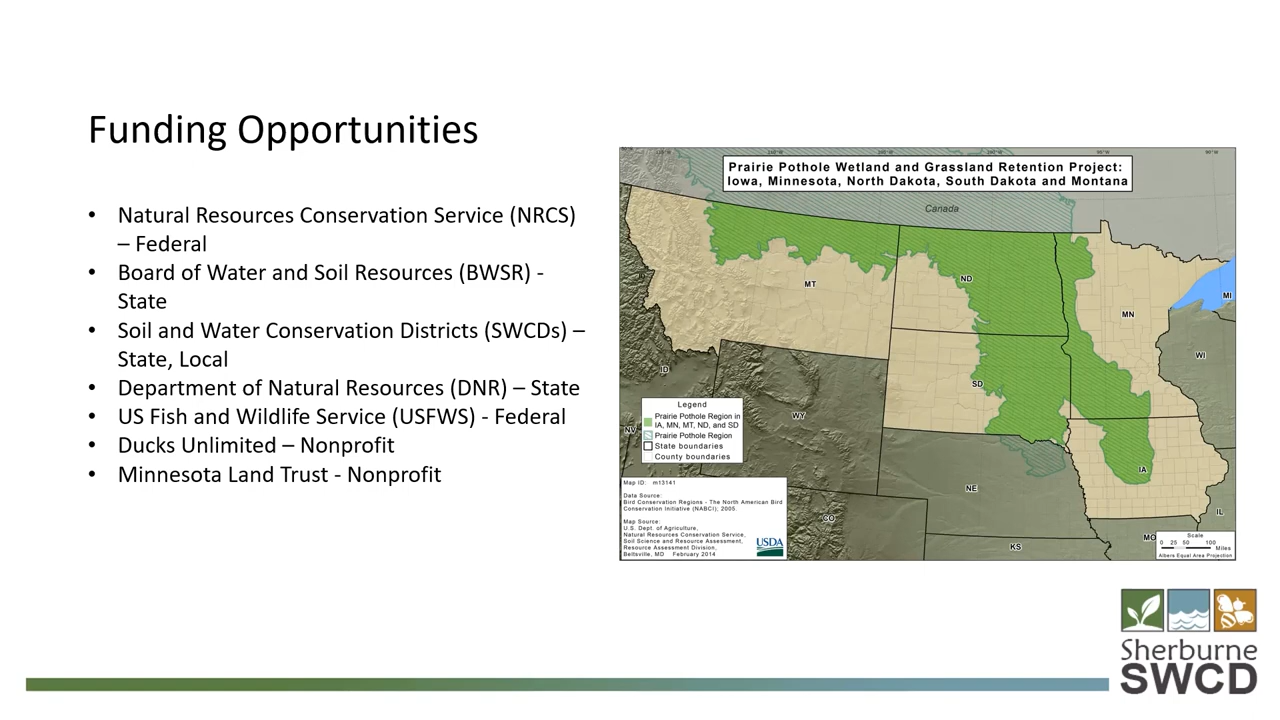 Funding Opportunities
• Natural Resources Conservation Service (NRCS)
– Federal
• Board of Water and Soil Resources (BWSR) -
State
• Soil and Water Conservation Districts (SWCDs) –
State, Local
• Department of Natural Resources (DNR) – State
• US Fish and Wildlife Service (USFWS) - Federal
• Ducks Unlimited – Nonprofit
• Minnesota Land Trust - Nonprofit
Prairie Pothole Wetland and Grassland Retention Project:
Iowa, Minnesota, North Dakota, South Dakota and Montana
Canada
MT
ND
MN
MI
WI
ID
SD
WY
NV
NE
IA
IL
CO
KS
MO
Legend
Prairie Pothole Region in
IA, MN, MT, ND, and SD
Prairie Pothole Region
State boundaries
County boundaries
Map ID: m13141
Data Source:
Bird Conservation Regions - The North American Bird
Conservation Initiative (NABCI), 2005.
Map Source:
U.S. Dept. of Agriculture,
Natural Resources Conservation Service,
Soil Science and Resource Assessment,
Resource Assessment Division,
Beltsville, MD February 2014
USDA
Scale
0 25 50 100
Miles
Albers Equal Area Projection
Sherburne
SWCD